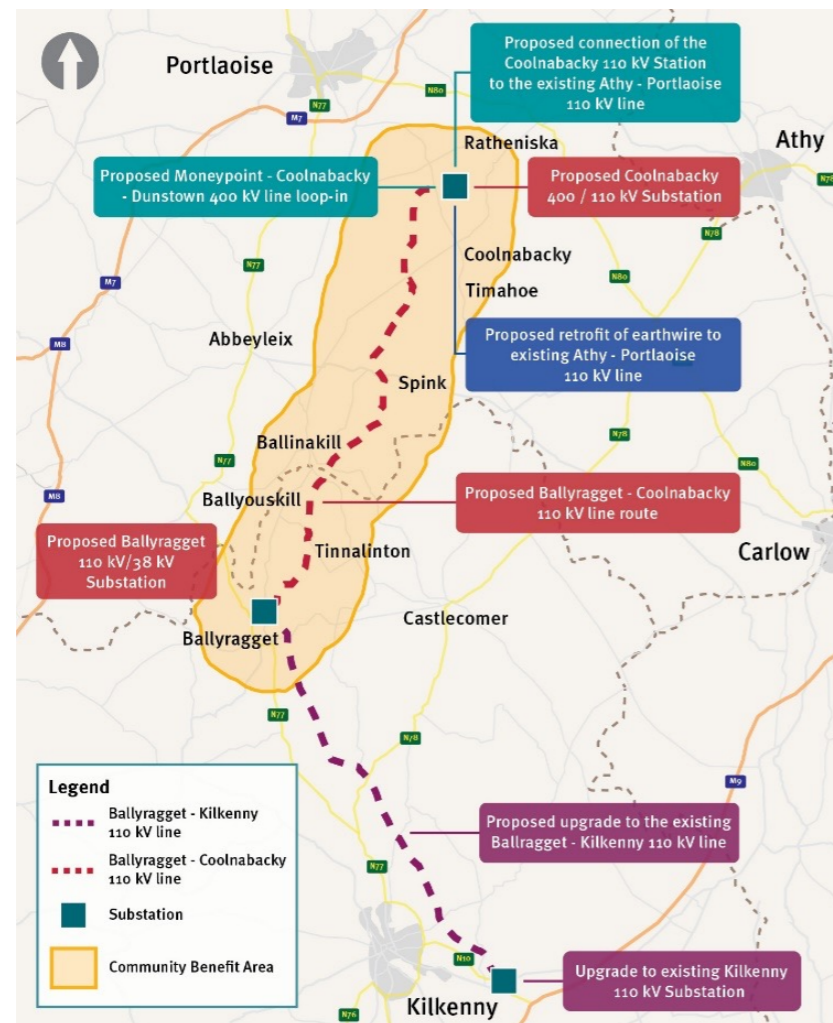 Portlaoise
N77
M7
N80
Proposed connection of the
Coolnabacky 110 kV Station
to the existing Athy - Portlaoise
110 kV line
Ratheniska
Athy
N78
Proposed Moneypoint - Coolnabacky
- Dunstown 400 kV line loop-in
Proposed Coolnabacky
400 / 110 kV Substation
N78
Coolnabacky
N77
N80
M7
Timahoe
Abbeyleix
M8
Proposed retrofit of earthwire to
existing Athy - Portlaoise
110 kV line
Spink
N78
Ballinakill
N77
N80
M8
Ballyouskill
Proposed Ballyragget - Coolnabacky
110 kV line route
Proposed Ballyragget
110 kV/38 kV
Substation
Tinnalinton
Carlow
Castlecomer
Ballyragget
N77
N78
M9
Legend
Ballyragget - Kilkenny
110 kV line
Ballyragget - Coolnabacky
110 kV line
Substation
Community Benefit Area
Proposed upgrade to the existing
Ballragget - Kilkenny 110 kV line
N77
N10
Upgrade to existing Kilkenny
110 kV Substation
Kilkenny
N76